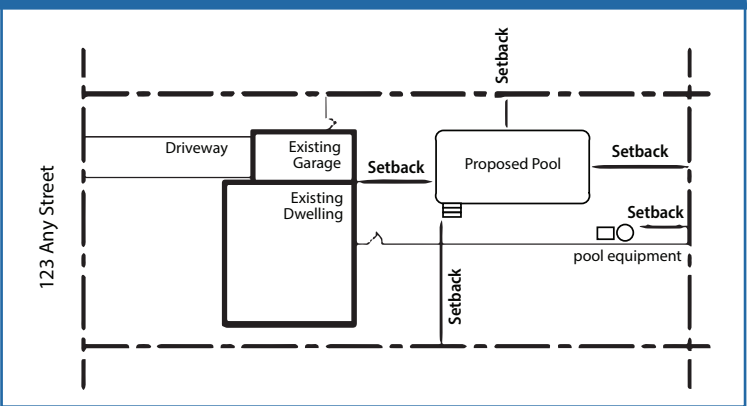 Setback
Driveway
Existing
Garage
Setback
Proposed Pool
Setback
123 Any Street
Existing
Dwelling
Setback
pool equipment
Setback